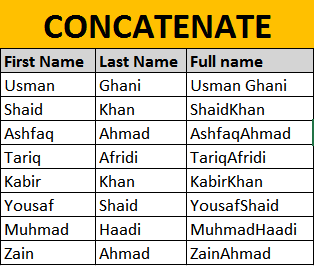 CONCATENATE
First Name Last Name Full name
Usman Ghani Usman Ghani
Shaid Khan ShaidKhan
Ashfaq Ahmad AshfaqAhmad
Tariq Afridi TariqAfridi
Kabir Khan KabirKhan
Yousaf Shaid YousafShaid
Muhmad Haadi MuhmadHaadi
Zain Ahmad ZainAhmad